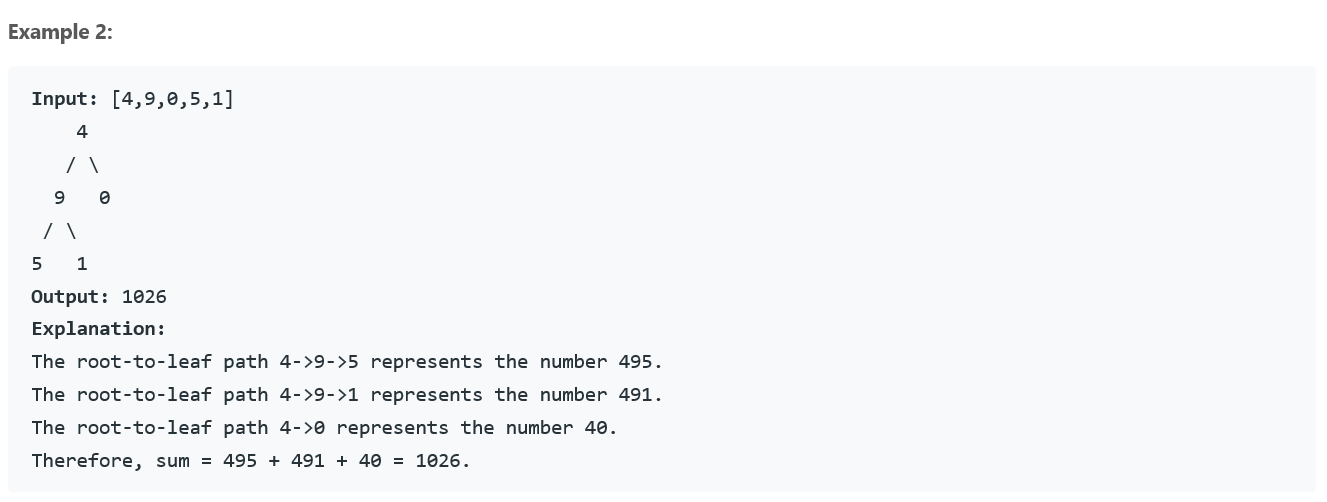 Example 2:
Input: [4,9,0,5,1]
    4
   / \
  9   0
 / \
5   1
Output: 1026
Explanation:
The root-to-leaf path 4->9->5 represents the number 495.
The root-to-leaf path 4->9->1 represents the number 491.
The root-to-leaf path 4->0 represents the number 40.
Therefore, sum = 495 + 491 + 40 = 1026.